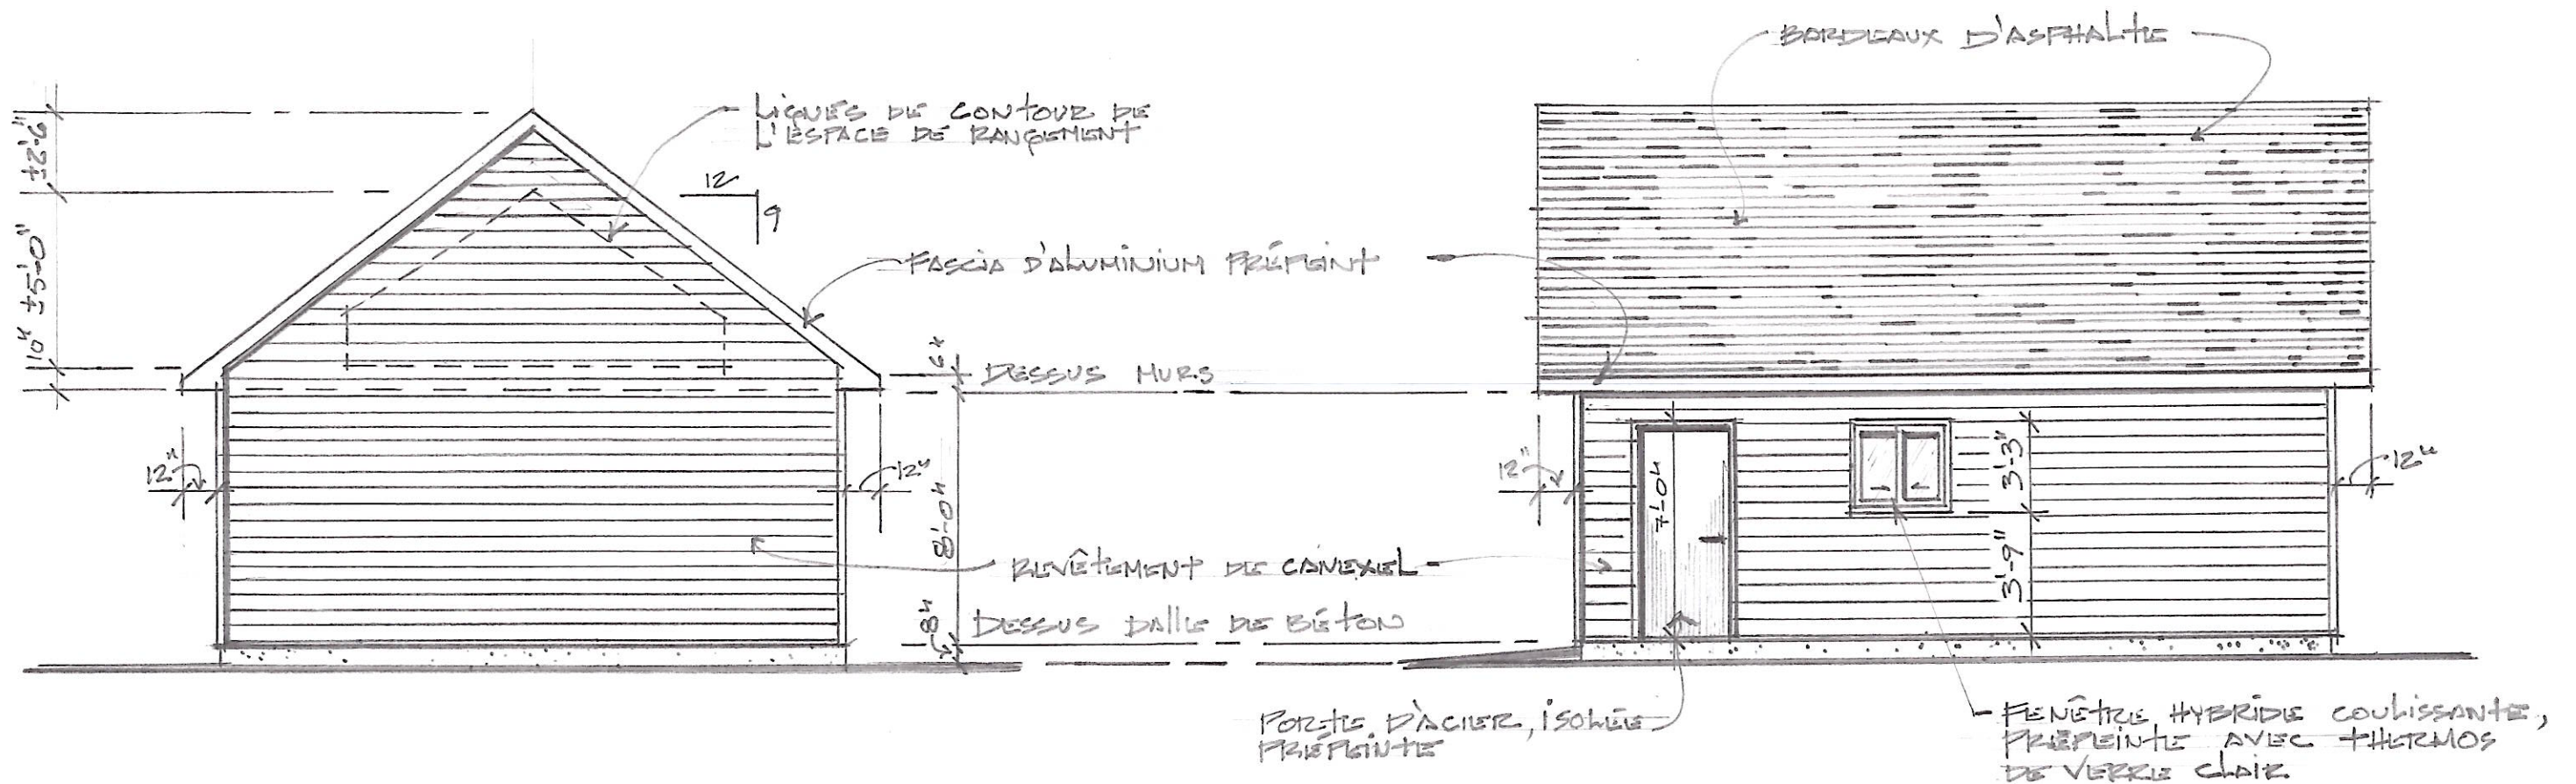 BORDEAUX D'ASPHALTE
LIGNES DE CONTOUR DE
L'ESPACE DE RANGEMENT
±2'-6"
12
9
±5'-0"
10"
FASCIA D'ALUMINIUM PRÉPEINT
6"
DESSUS MURS
12"
12"
8'-0"
12"
7'-0"
3'-3"
12"
REVÊTEMENT DE CANEXEL
3'-9"
8"
DESSUS DALLE DE BÉTON
PORTE D'ACIER, ISOLÉE
PRÉPEINTE
FENÊTRE HYBRIDE COULISSANTE,
PRÉPEINTE AVEC THERMOS
DE VERRE CLAIR